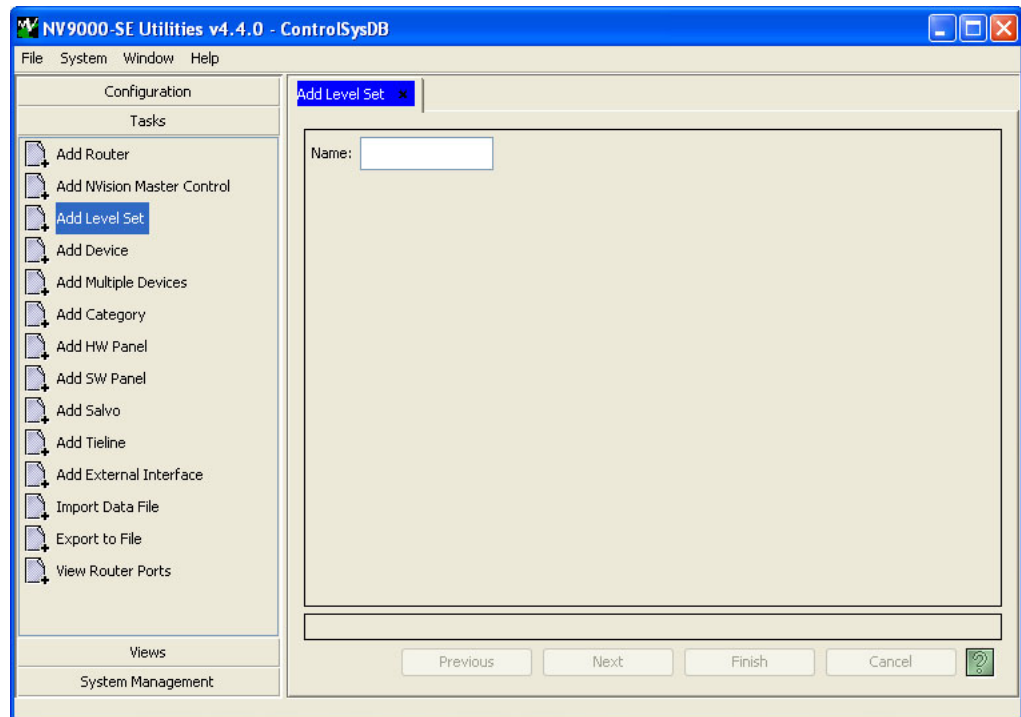 NV9000-SE Utilities v4.4.0 - ControlSysDB
File System Window Help
Configuration
Tasks
Add Router
Add NVision Master Control
Add Level Set
Add Device
Add Multiple Devices
Add Category
Add HW Panel
Add SW Panel
Add Salvo
Add Tieline
Add External Interface
Import Data File
Export to File
View Router Ports
Views
System Management
Add Level Set
Name:
Previous Next Finish Cancel ?